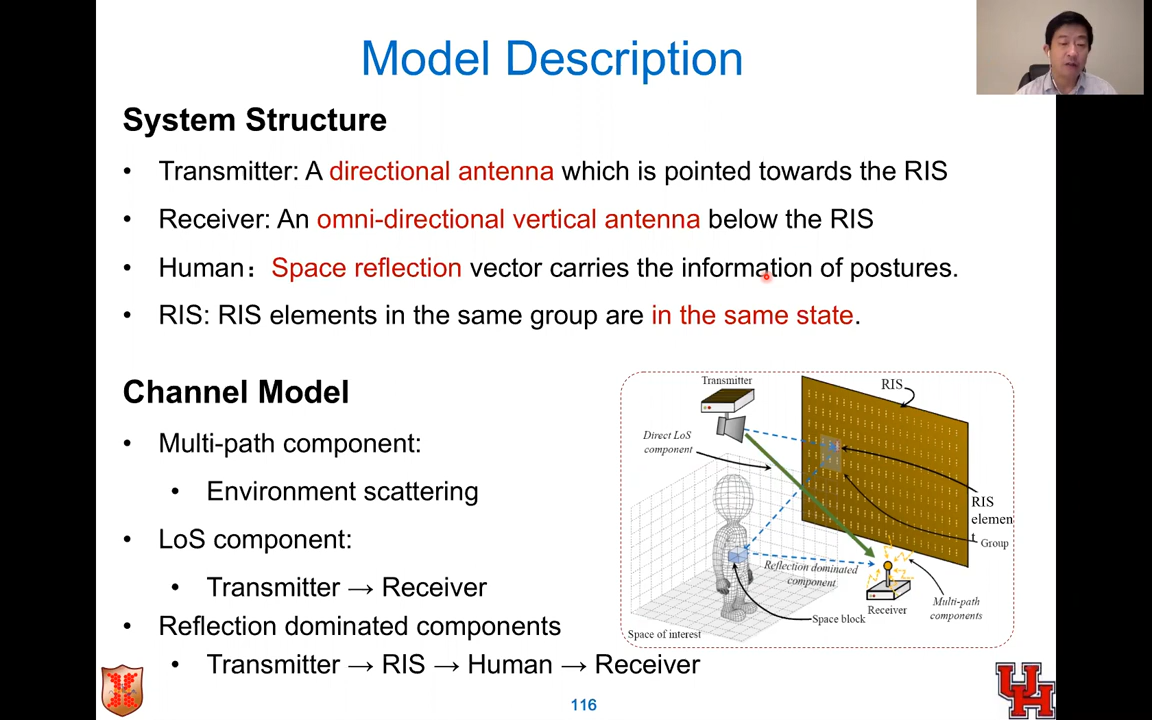 Model Description
System Structure
• Transmitter: A directional antenna which is pointed towards the RIS
• Receiver: An omni-directional vertical antenna below the RIS
• Human：Space reflection vector carries the information of postures.
• RIS: RIS elements in the same group are in the same state.
Channel Model
• Multi-path component:
• Environment scattering
• LoS component:
• Transmitter → Receiver
• Reflection dominated components
• Transmitter → RIS → Human → Receiver
Transmitter
RIS
Direct LoS
component
RIS
elemen
t
Group
Reflection dominated
component
Receiver
Multi-path
components
Space block
Space of interest
116
UH